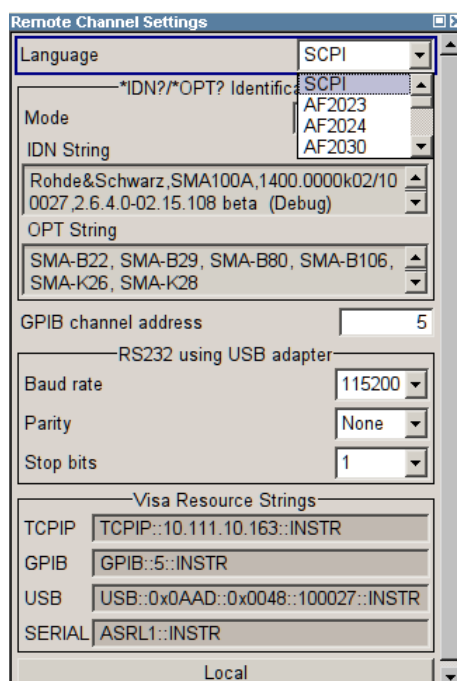 Remote Channel Settings
Language SCPI
SCPI
*IDN?/*OPT? Identifica
AF2023
Mode
AF2024
IDN String
AF2030
Rohde&Schwarz,SMA100A,1400.0000k02/10
0027,2.6.4.0-02.15.108 beta (Debug)
OPT String
SMA-B22, SMA-B29, SMA-B80, SMA-B106,
SMA-K26, SMA-K28
GPIB channel address 5
RS232 using USB adapter
Baud rate 115200
Parity None
Stop bits 1
Visa Resource Strings
TCPIP TCPIP::10.111.10.163::INSTR
GPIB GPIB::5::INSTR
USB USB::0x0AAD::0x0048::100027::INSTR
SERIAL ASRL1::INSTR
Local